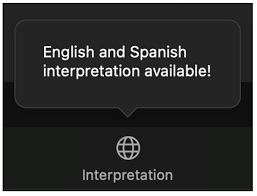 English and Spanish
interpretation available!
Interpretation